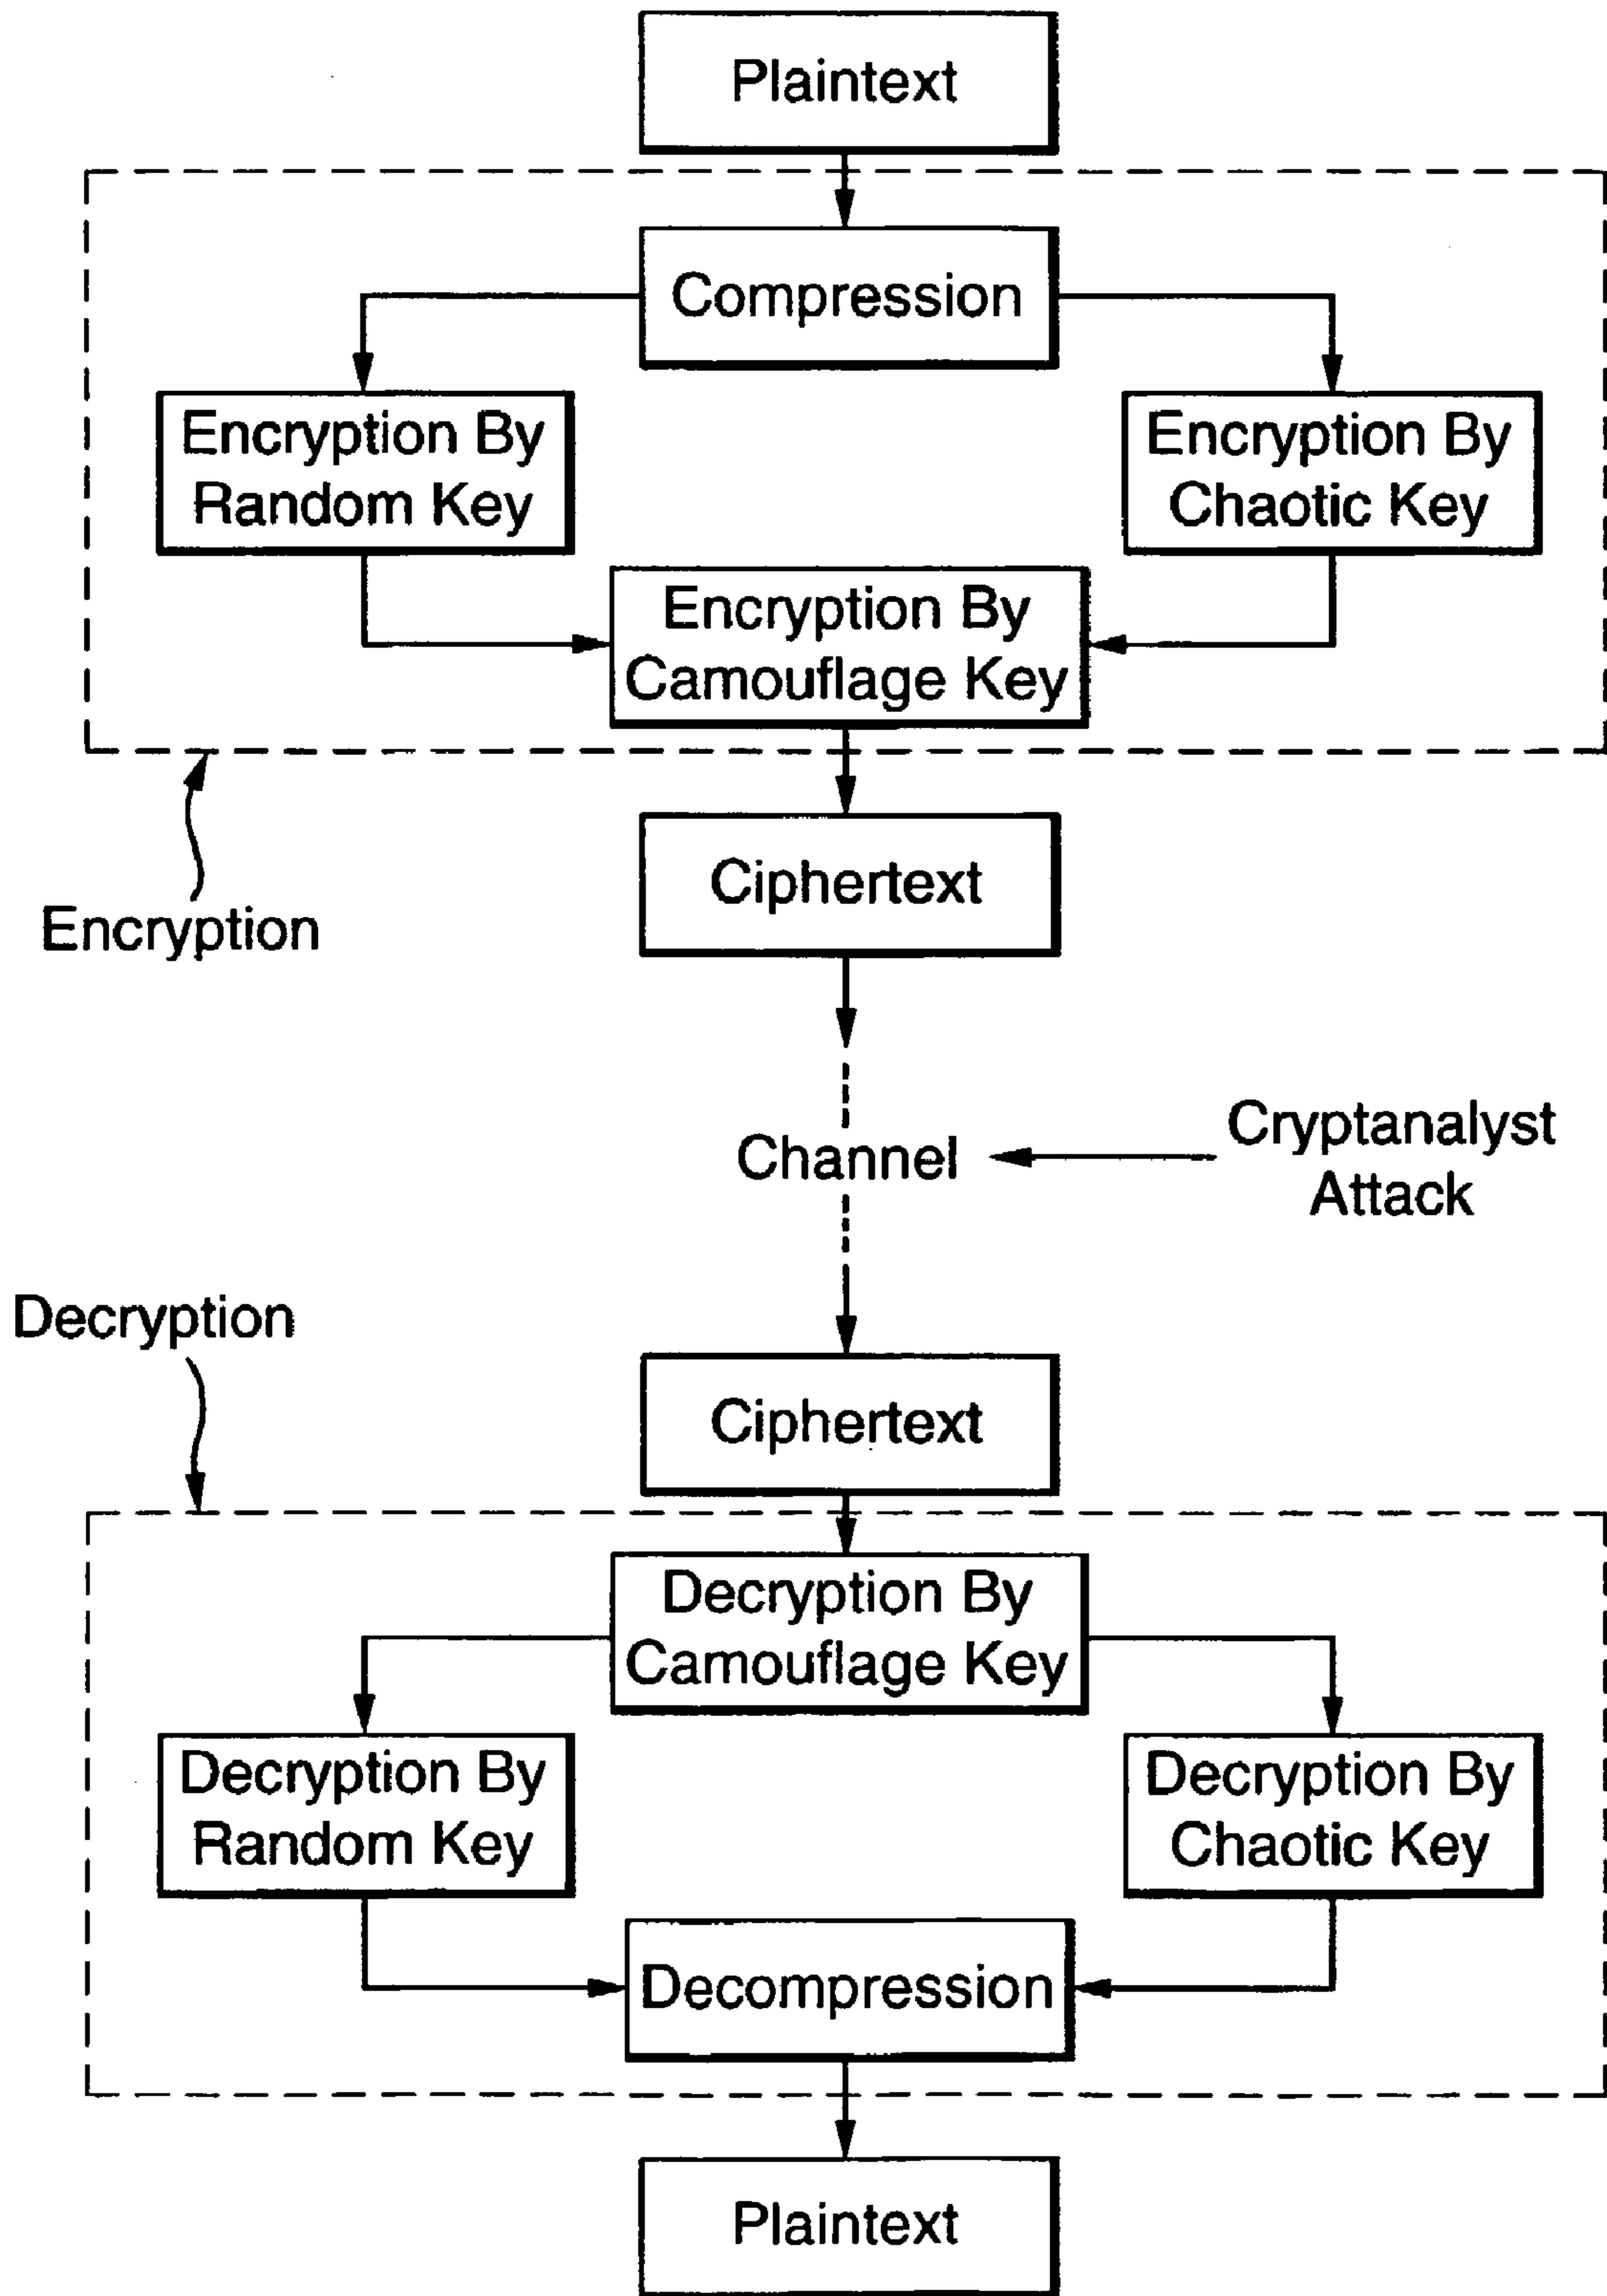 Plaintext
Compression
Encryption By
Random Key
Encryption By
Chaotic Key
Encryption By
Camouflage Key
Encryption
Ciphertext
Channel
Cryptanalyst
Attack
Decryption
Ciphertext
Decryption By
Camouflage Key
Decryption By
Random Key
Decryption By
Chaotic Key
Decompression
Plaintext